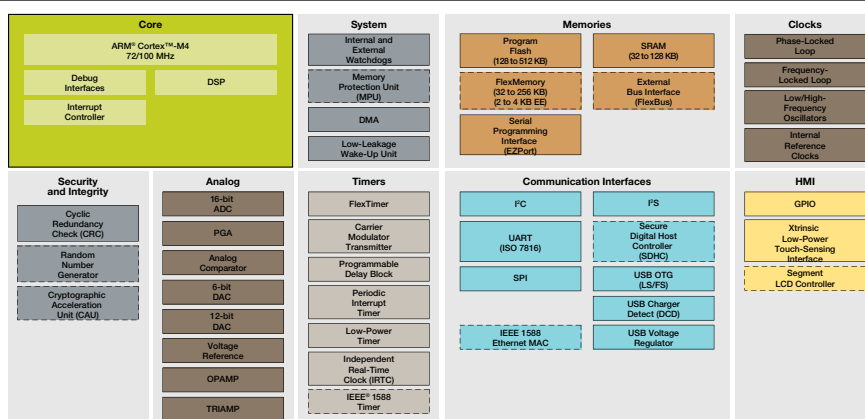 Core
ARM® Cortex™-M4
72/100 MHz
Debug
Interfaces
DSP
Interrupt
Controller
System
Internal and
External
Watchdogs
Memory
Protection Unit
(MPU)
DMA
Low-Leakage
Wake-Up Unit
Memories
Program
Flash
(128 to 512 KB)
SRAM
(32 to 128 KB)
FlexMemory
(32 to 256 KB)
(2 to 4 KB EE)
External
Bus Interface
(FlexBus)
Serial
Programming
Interface
(EZPort)
Clocks
Phase-Locked
Loop
Frequency-
Locked Loop
Low/High-
Frequency
Oscillators
Internal
Reference
Clocks
Security
and Integrity
Cyclic
Redundancy
Check (CRC)
Random
Number
Generator
Cryptographic
Acceleration
Unit (CAU)
Analog
16-bit
ADC
PGA
Analog
Comparator
6-bit
DAC
12-bit
DAC
Voltage
Reference
OPAMP
TRIAMP
Timers
FlexTimer
Carrier
Modulator
Transmitter
Programmable
Delay Block
Periodic
Interrupt
Timer
Low-Power
Timer
Independent
Real-Time
Clock (IRTC)
IEEE® 1588
Timer
Communication Interfaces
I²C
I²S
UART
(ISO 7816)
Secure
Digital Host
Controller
(SDHC)
SPI
USB OTG
(LS/FS)
USB Charger
Detect (DCD)
IEEE 1588
Ethernet MAC
USB Voltage
Regulator
HMI
GPIO
Xtrinsic
Low-Power
Touch-Sensing
Interface
Segment
LCD Controller